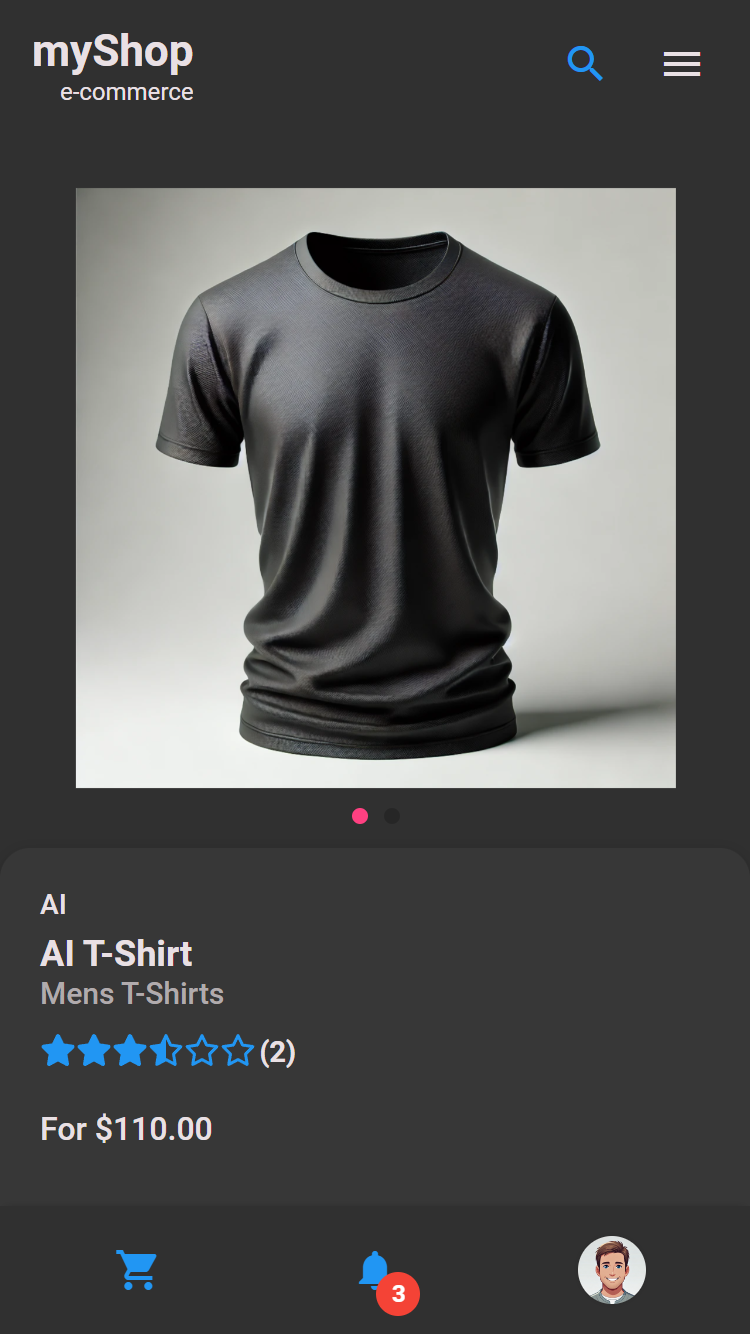 myShop
e-commerce
AI
AI T-Shirt
Mens T-Shirts
(2)
For $110.00
3